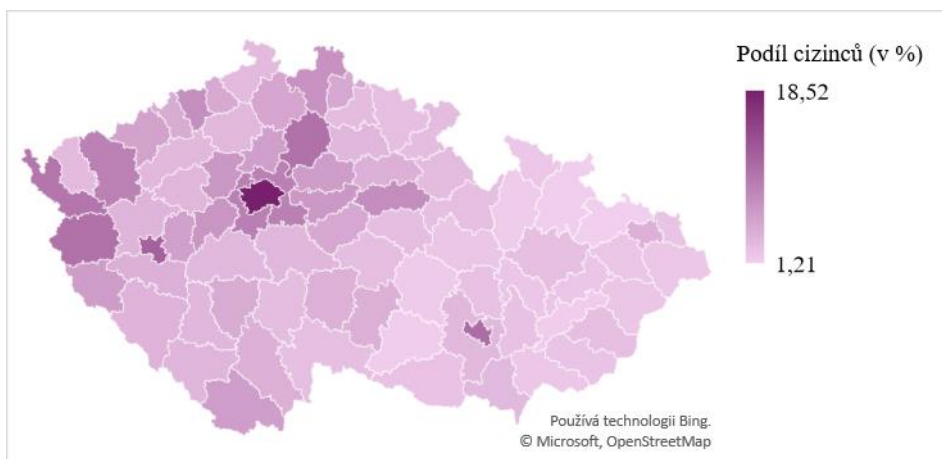 Podíl cizinců (v %)
18,52
1,21
Používá technologii Bing.
© Microsoft, OpenStreetMap